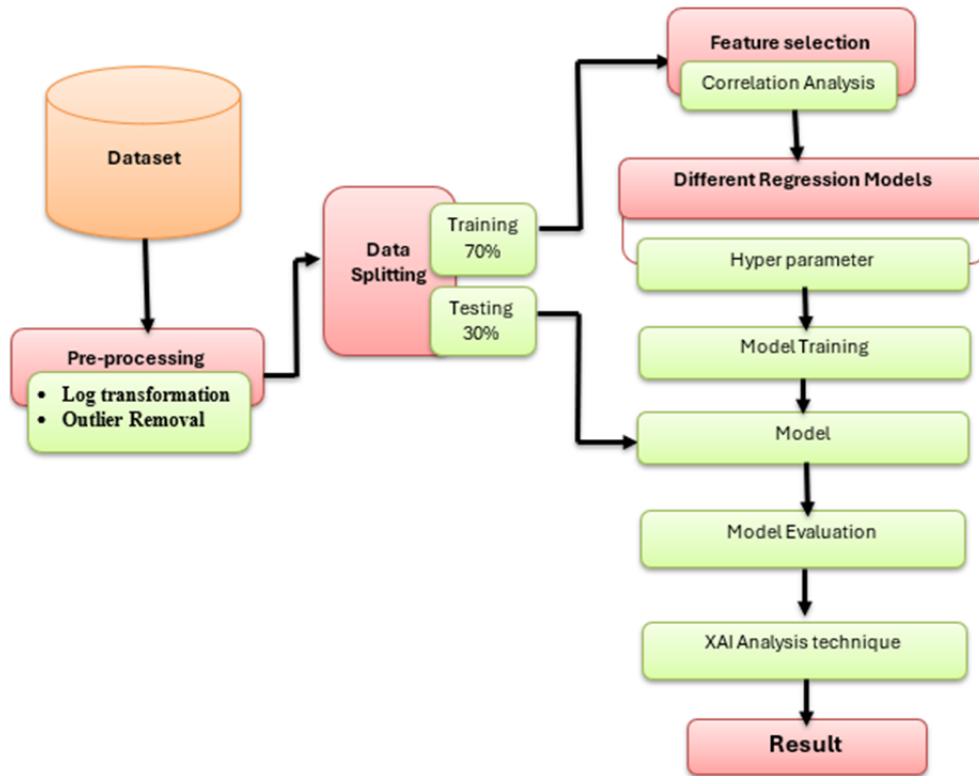 Dataset
Pre-processing
• Log transformation
• Outlier Removal
Data
Splitting
Training
70%
Testing
30%
Feature selection
Correlation Analysis
Different Regression Models
Hyper parameter
Model Training
Model
Model Evaluation
XAI Analysis technique
Result